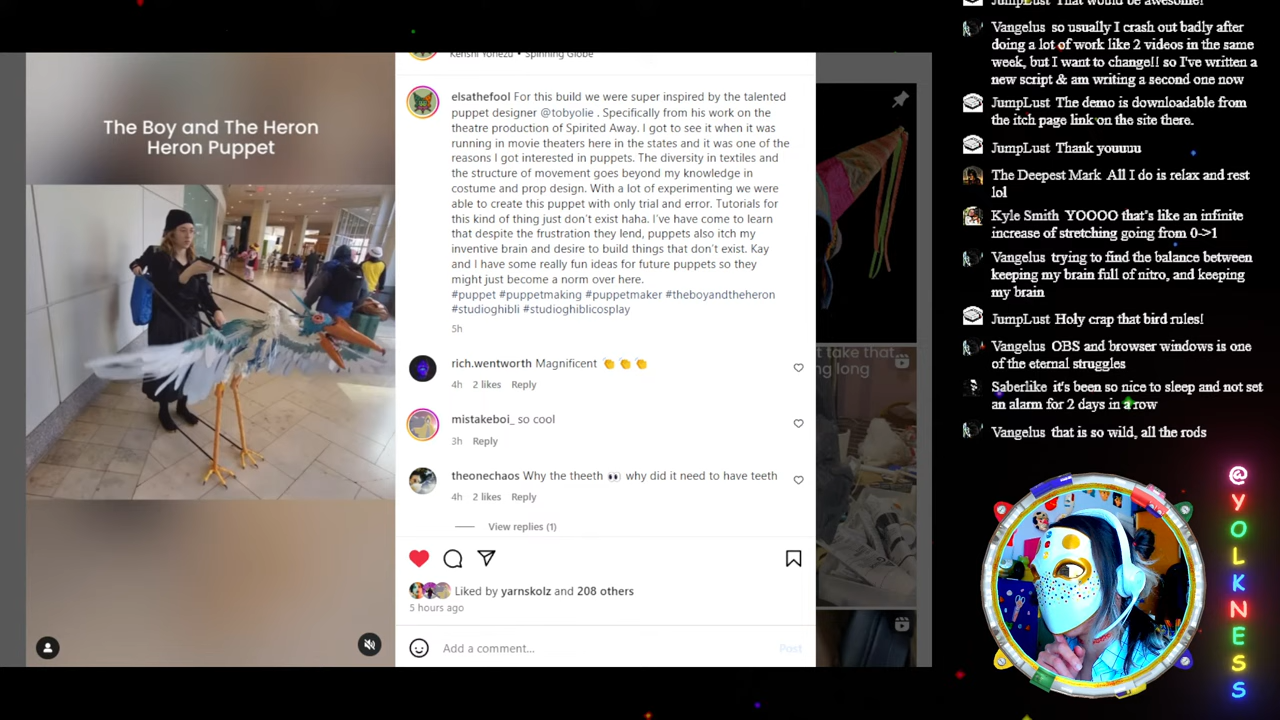 The Boy and The Heron
Heron Puppet
Kenshi Yonezu • Spinning Globe
elsathefool For this build we were super inspired by the talented
puppet designer @tobyolie . Specifically from his work on the
theatre production of Spirited Away. I got to see it when it was
running in movie theaters here in the states and it was one of the
reasons I got interested in puppets. The diversity in textiles and
the structure of movement goes beyond my knowledge in
costume and prop design. With a lot of experimenting we were
able to create this puppet with only trial and error. Tutorials for
this kind of thing just don't exist haha. I've have come to learn
that despite the frustration they lend, puppets also itch my
inventive brain and desire to build things that don't exist. Kay
and I have some really fun ideas for future puppets so they
might just become a norm over here.
#puppet #puppetmaking #puppetmaker #theboyandtheheron
#studioghibli #studioghiblicosplay
5h
rich.wentworth Magnificent 👏👏👏
4h 2 likes Reply
mistakeboi_ so cool
3h Reply
theonechaos Why the theeth 👀 why did it need to have teeth
4h 2 likes Reply
View replies (1)
Liked by yarnskolz and 208 others
5 hours ago
Add a comment...
Post
t take that
ng long
JumpLust That would be awesome!
Vangelus so usually I crash out badly after
doing a lot of work like 2 videos in the same
week, but I want to change!! so I've written a
new script & am writing a second one now
JumpLust The demo is downloadable from
the itch page link on the site there.
JumpLust Thank youuuu
The Deepest Mark All I do is relax and rest
lol
Kyle Smith YOOOO that's like an infinite
increase of stretching going from 0->1
Vangelus trying to find the balance between
keeping my brain full of nitro, and keeping
my brain
JumpLust Holy crap that bird rules!
Vangelus OBS and browser windows is one
of the eternal struggles
Saberlike it's been so nice to sleep and not set
an alarm for 2 days in a row
Vangelus that is so wild, all the rods
@YOLKNESS